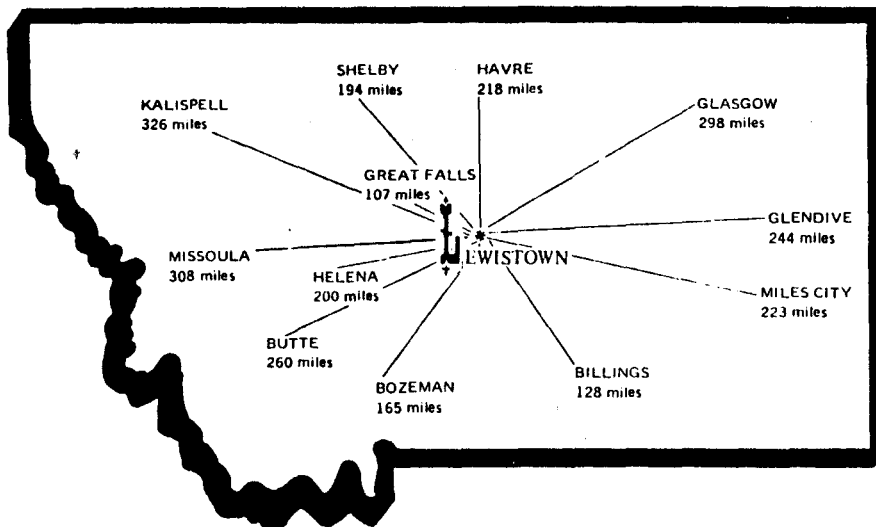 SHELBY
194 miles
HAVRE
218 miles
KALISPELL
326 miles
GLASGOW
298 miles
GREAT FALLS
107 miles
GLENDIVE
244 miles
MISSOULA
308 miles
LEWISTOWN
HELENA
200 miles
MILES CITY
223 miles
BUTTE
260 miles
BILLINGS
128 miles
BOZEMAN
165 miles